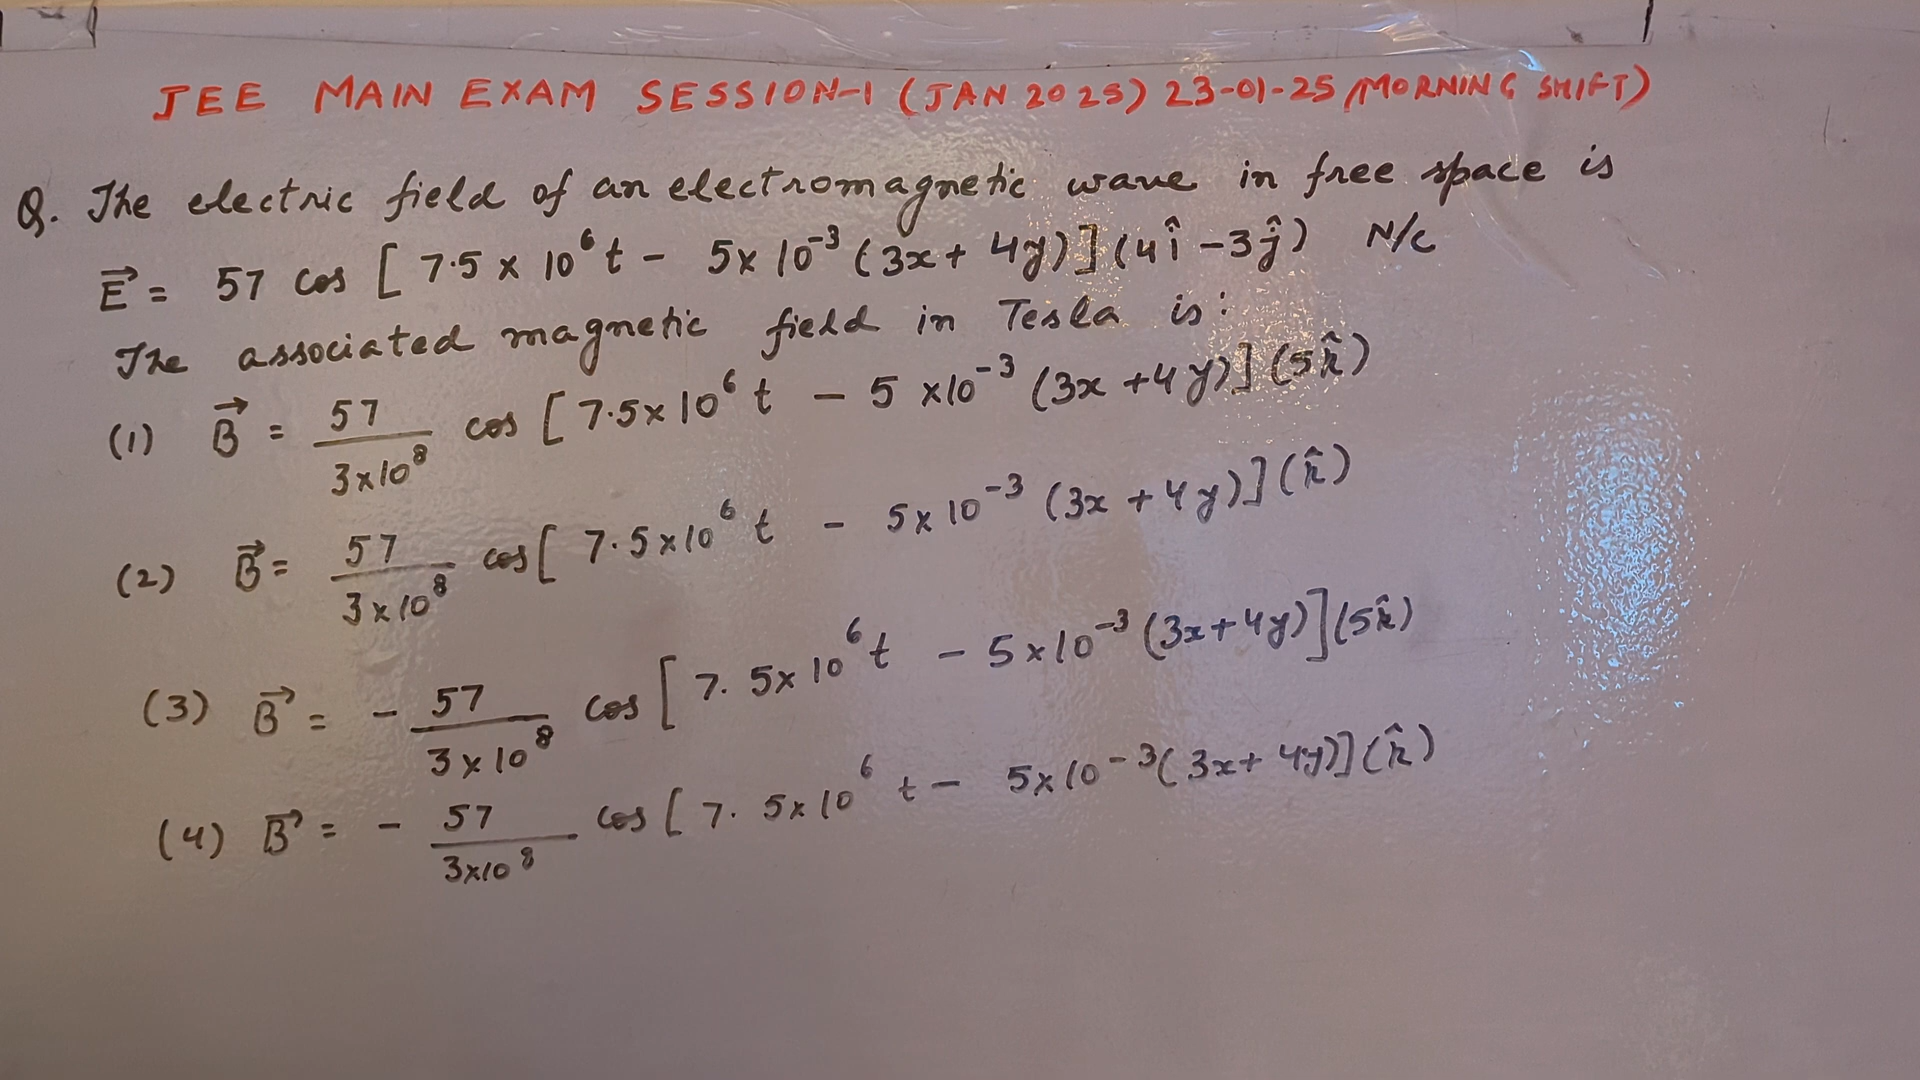 JEE MAIN EXAM SESSION-1 (JAN 2025) 23-01-25 (MORNING SHIFT)
Q. The electric field of an electromagnetic wave in free space is
E⃗ = 57 cos [7.5 × 10⁶ t - 5 × 10⁻³ (3x + 4y)] (4î - 3ĵ) N/C
The associated magnetic field in Tesla is:
(1) B⃗ = 57/(3×10⁸) cos [7.5×10⁶ t - 5 ×10⁻³ (3x + 4y)] (5k̂)
(2) B⃗ = 57/(3×10⁸) cos [7.5×10⁶ t - 5×10⁻³ (3x + 4y)] (k̂)
(3) B⃗ = - 57/(3×10⁸) cos [7.5×10⁶ t - 5×10⁻³ (3x + 4y)] (5k̂)
(4) B⃗ = - 57/(3×10⁸) cos [7.5×10⁶ t - 5×10⁻³ (3x + 4y)] (k̂)